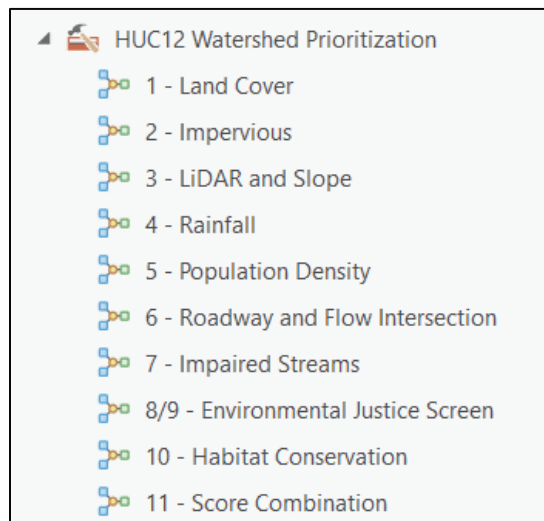 HUC12 Watershed Prioritization
1 - Land Cover
2 - Impervious
3 - LiDAR and Slope
4 - Rainfall
5 - Population Density
6 - Roadway and Flow Intersection
7 - Impaired Streams
8/9 - Environmental Justice Screen
10 - Habitat Conservation
11 - Score Combination